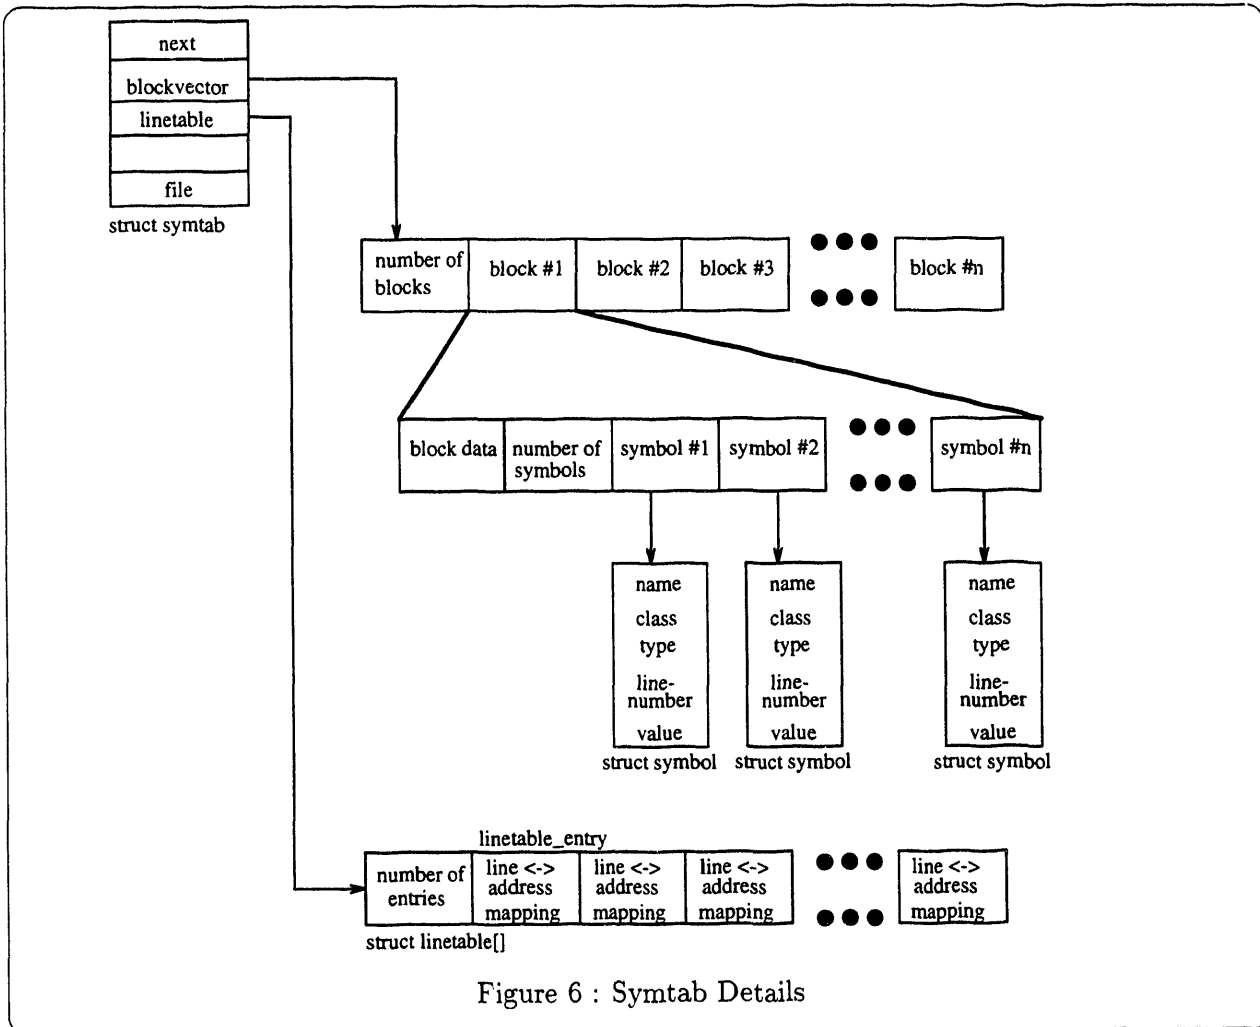 next
blockvector
linetable
file
struct symtab
number of
blocks
block #1
block #2
block #3
block #n
block data
number of
symbols
symbol #1
symbol #2
symbol #n
name
class
type
line-
number
value
struct symbol
name
class
type
line-
number
value
struct symbol
name
class
type
line-
number
value
struct symbol
linetable_entry
number of
entries
line <->
address
mapping
line <->
address
mapping
line <->
address
mapping
line <->
address
mapping
struct linetable[]
Figure 6 : Symtab Details